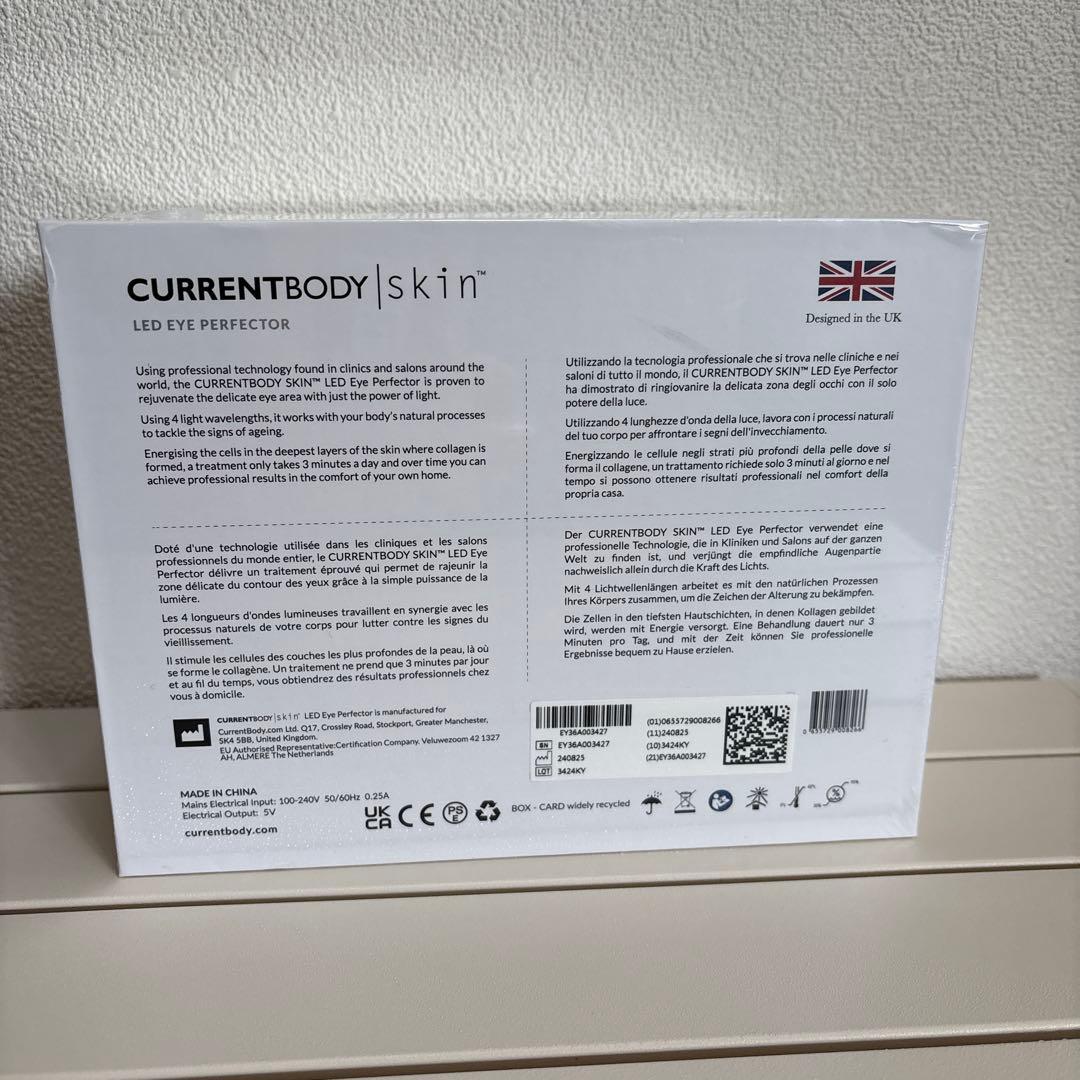 CURRENTBODY|skin™
LED EYE PERFECTOR
Designed in the UK
Using professional technology found in clinics and salons around the
world, the CURRENTBODY SKIN™ LED Eye Perfector is proven to
rejuvenate the delicate eye area with just the power of light.
Using 4 light wavelengths, it works with your body's natural processes
to tackle the signs of ageing.
Energising the cells in the deepest layers of the skin where collagen is
formed, a treatment only takes 3 minutes a day and over time you can
achieve professional results in the comfort of your own home.
Utilizzando la tecnologia professionale che si trova nelle cliniche e nei
saloni di tutto il mondo, il CURRENTBODY SKIN™ LED Eye Perfector
ha dimostrato di ringiovanire la delicata zona degli occhi con il solo
potere della luce.
Utilizzando 4 lunghezze d'onda della luce, lavora con i processi naturali
del tuo corpo per affrontare i segni dell'invecchiamento.
Energizzando le cellule negli strati più profondi della pelle dove si
forma il collagene, un trattamento richiede solo 3 minuti al giorno e nel
tempo si possono ottenere risultati professionali nel comfort della
propria casa.
Doté d'une technologie utilisée dans les cliniques et les salons
professionnels du monde entier, le CURRENTBODY SKIN™ LED Eye
Perfector délivre un traitement éprouvé qui permet de rajeunir la
zone délicate du contour des yeux grâce à la simple puissance de la
lumière.
Les 4 longueurs d'ondes lumineuses travaillent en synergie avec les
processus naturels de votre corps pour lutter contre les signes du
vieillissement.
Il stimule les cellules des couches les plus profondes de la peau, là où
se forme le collagène. Un traitement ne prend que 3 minutes par jour
et au fil du temps, vous obtiendrez des résultats professionnels chez
vous à domicile.
Der CURRENTBODY SKIN™ LED Eye Perfector verwendet eine
professionelle Technologie, die in Kliniken und Salons auf der ganzen
Welt zu finden ist, und verjüngt die empfindliche Augenpartie
nachweislich allein durch die Kraft des Lichts.
Mit 4 Lichtwellenlängen arbeitet es mit den natürlichen Prozessen
Ihres Körpers zusammen, um die Zeichen der Alterung zu bekämpfen.
Die Zellen in den tiefsten Hautschichten, in denen Kollagen gebildet
wird, werden mit Energie versorgt. Eine Behandlung dauert nur 3
Minuten pro Tag, und mit der Zeit können Sie professionelle
Ergebnisse bequem zu Hause erzielen.
CURRENTBODY|skin™ LED Eye Perfector is manufactured for
CurrentBody.com Ltd. Q17, Crossley Road, Stockport, Greater Manchester,
SK4 5BB, United Kingdom.
EU Authorised Representative:Certification Company. Veluwezoom 42 1327
AH, ALMERE The Netherlands
EY36A003427
SN EY36A003427
240825
LOT 3424KY
(01)0655729008266
(11)240825
(10)3424KY
(21)EY36A003427
0 655729 008266
MADE IN CHINA
Mains Electrical Input: 100-240V 50/60Hz 0.25A
Electrical Output: 5V
currentbody.com
UK
CA
CE
PS
E
BOX - CARD widely recycled